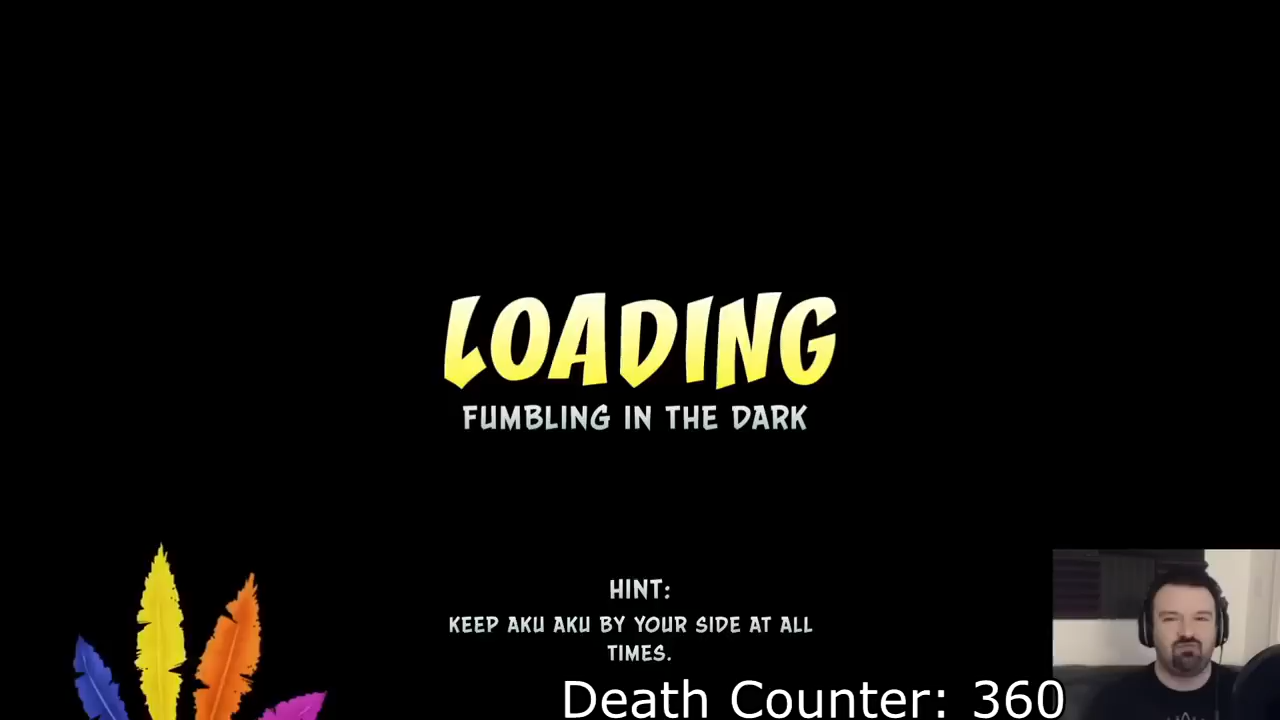 LOADING
FUMBLING IN THE DARK
HINT:
KEEP AKU AKU BY YOUR SIDE AT ALL
TIMES.
Death Counter: 360